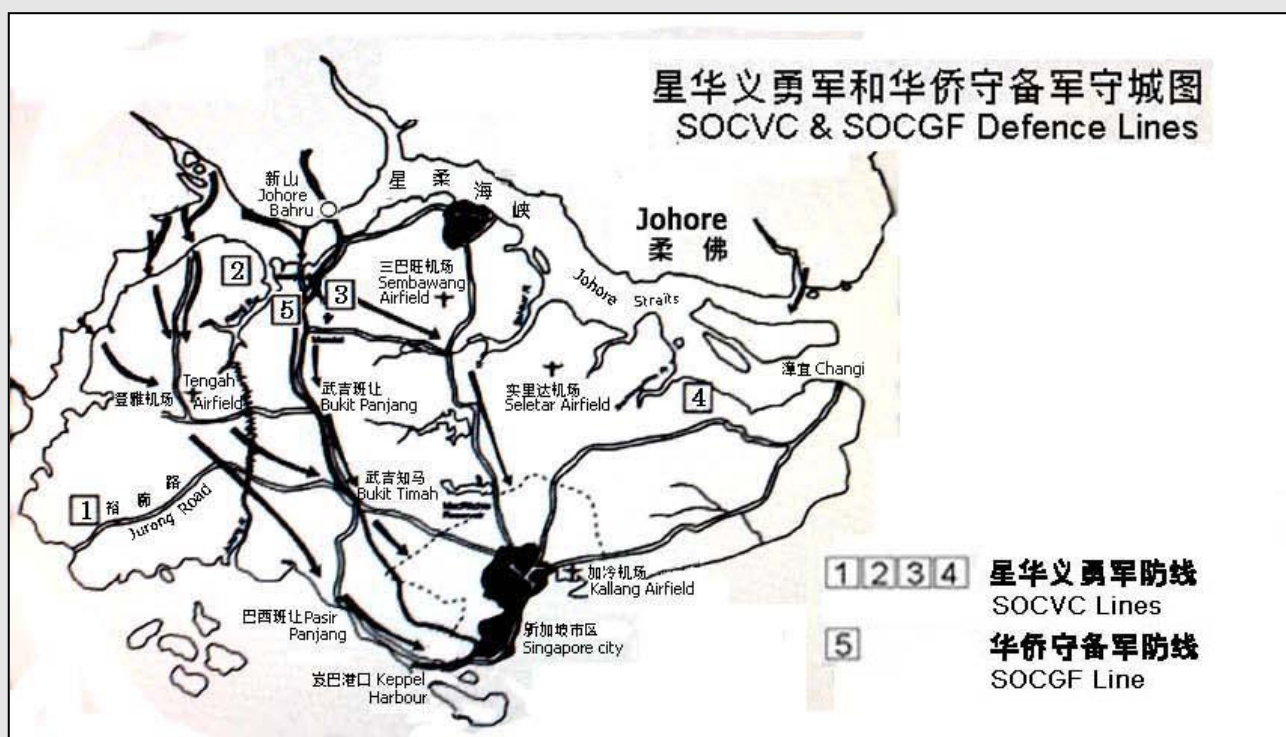 星华义勇军和华侨守备军守城图
SOCVC & SOCGF Defence Lines
新山
Johore
Bahru
星 柔 海 峡
Johore
柔 佛
2
三巴旺机场
Sembawang
Airfield
Johore Straits
3
5
漳宜 Changi
登雅机场
Tengah
Airfield
武吉班让
Bukit Panjang
实里达机场
Seletar Airfield
4
武吉知马
Bukit Timah
1
裕廊路
Jurong Road
MacRitchie
Reservoir
加冷机场
Kallang Airfield
1 2 3 4 星华义勇军防线
SOCVC Lines
巴西班让 Pasir
Panjang
新加坡市区
Singapore city
5 华侨守备军防线
SOCGF Line
岌巴港口 Keppel
Harbour